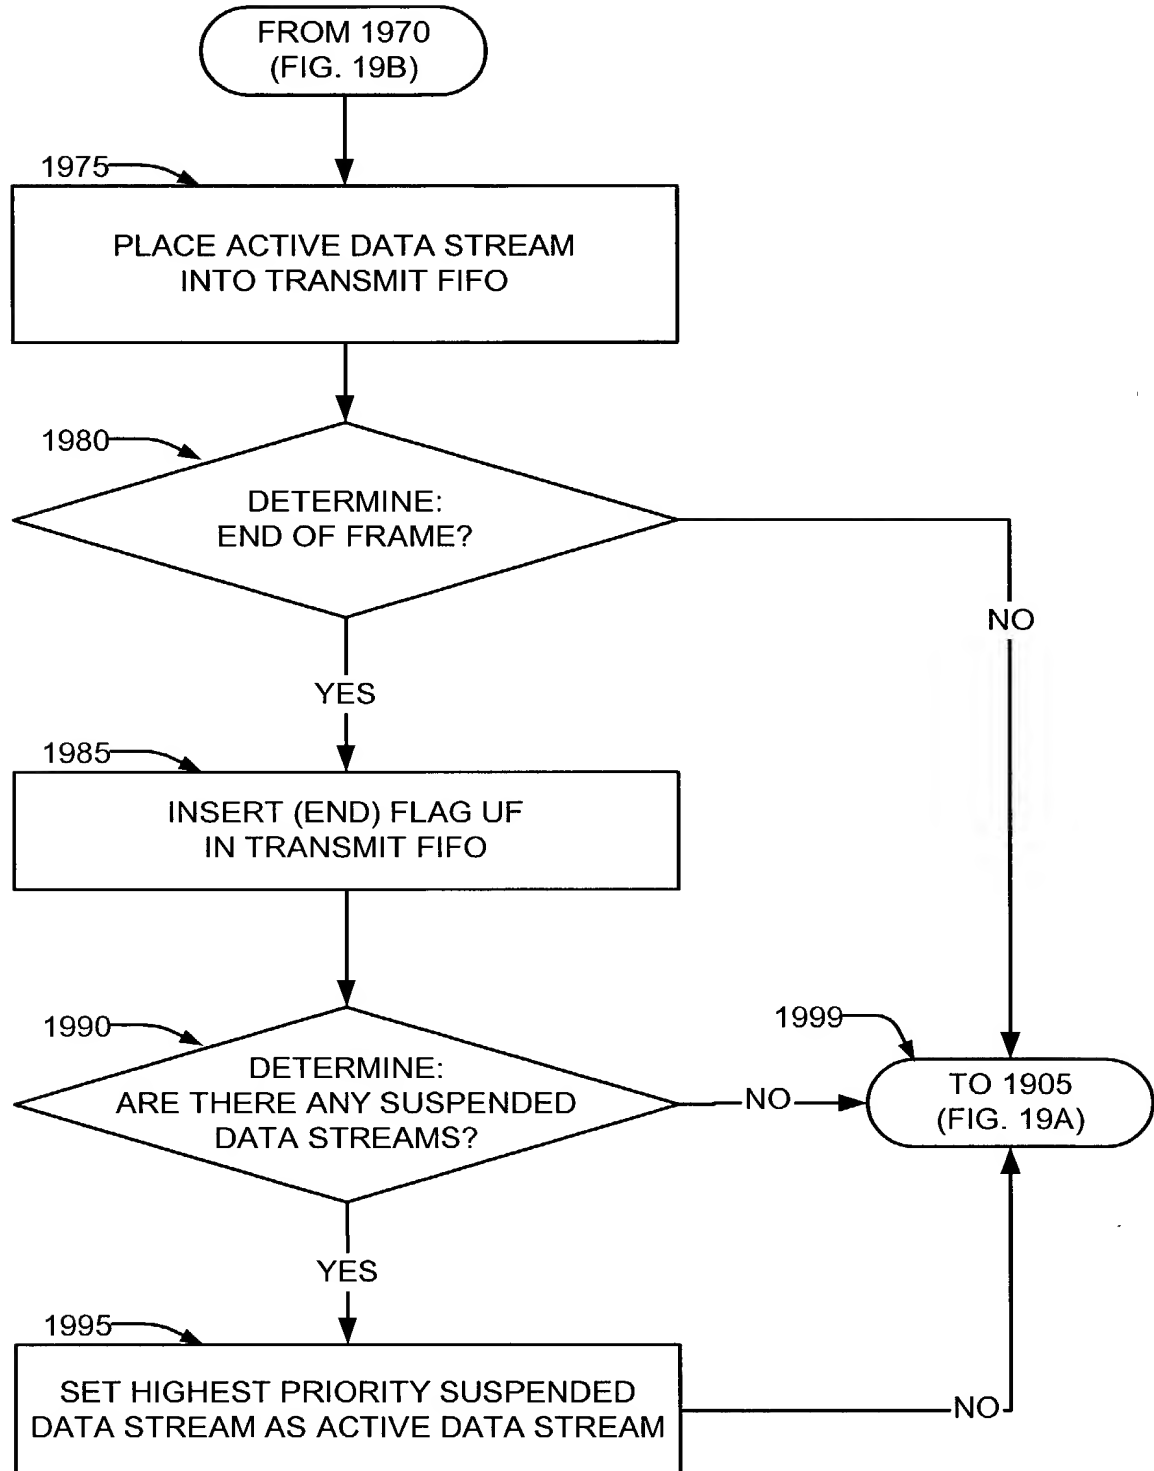 FROM 1970
(FIG. 19B)
1975
PLACE ACTIVE DATA STREAM
INTO TRANSMIT FIFO
1980
DETERMINE:
END OF FRAME?
NO
YES
1985
INSERT (END) FLAG UF
IN TRANSMIT FIFO
1990
DETERMINE:
ARE THERE ANY SUSPENDED
DATA STREAMS?
NO
1999
TO 1905
(FIG. 19A)
YES
1995
SET HIGHEST PRIORITY SUSPENDED
DATA STREAM AS ACTIVE DATA STREAM
NO